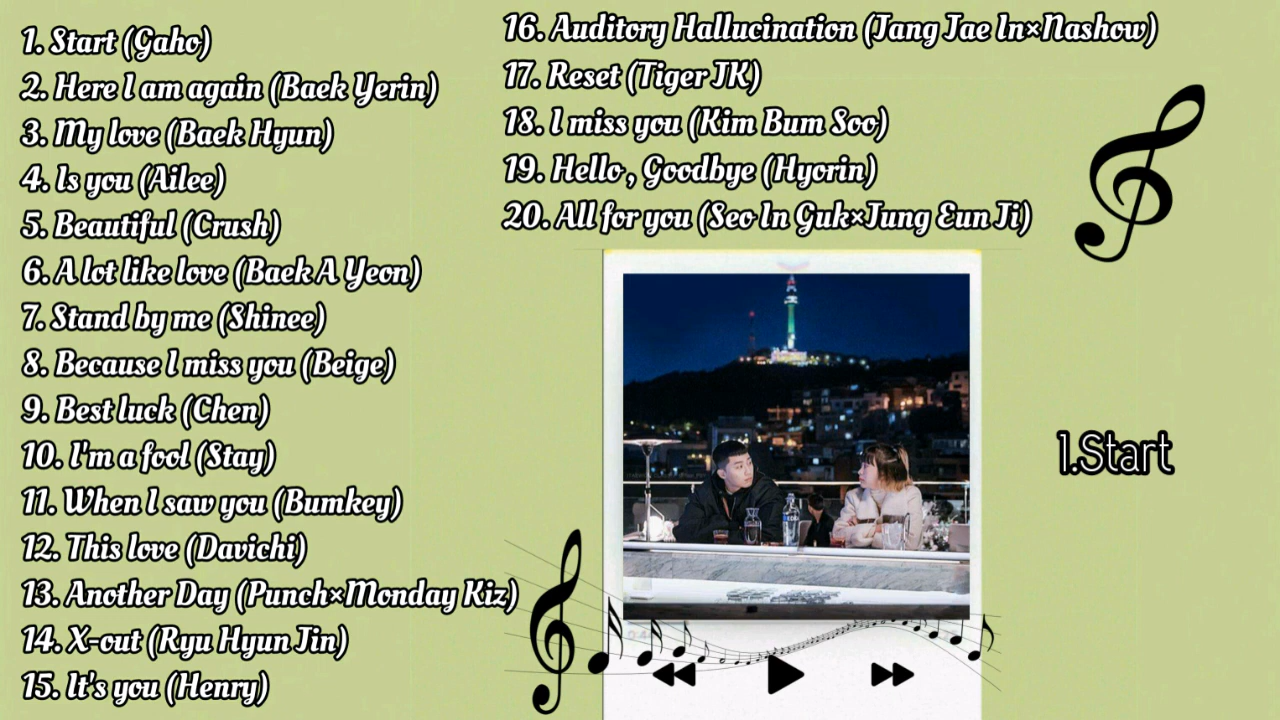 1. Start (Gaho)
2. Here I am again (Baek Yerin)
3. My love (Baek Hyun)
4. Is you (Ailee)
5. Beautiful (Crush)
6. A lot like love (Baek A Yeon)
7. Stand by me (Shinee)
8. Because I miss you (Beige)
9. Best luck (Chen)
10. I'm a fool (Stay)
11. When I saw you (Bumkey)
12. This love (Davichi)
13. Another Day (Punch×Monday Kiz)
14. X-out (Ryu Hyun Jin)
15. It's you (Henry)
16. Auditory Hallucination (Jang Jae In×Nashow)
17. Reset (Tiger JK)
18. I miss you (Kim Bum Soo)
19. Hello, Goodbye (Hyorin)
20. All for you (Seo In Guk×Jung Eun Ji)
1.Start